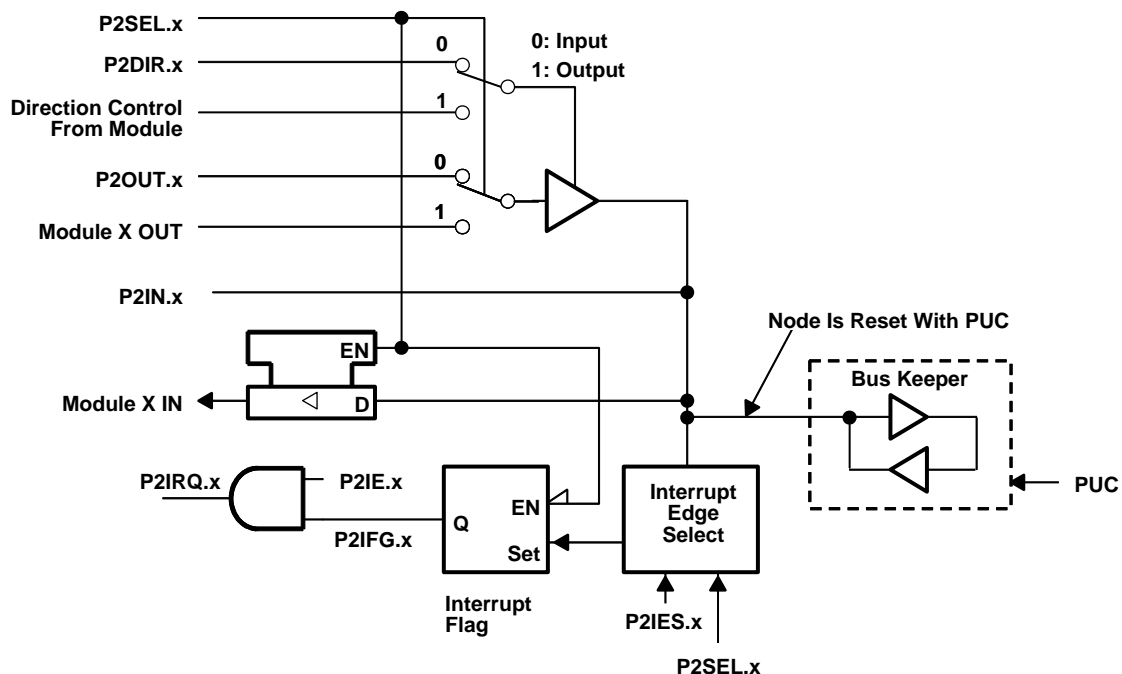 P2SEL.x
0
0: Input
1: Output
P2DIR.x
1
Direction Control
From Module
0
P2OUT.x
1
Module X OUT
P2IN.x
Node Is Reset With PUC
EN
Bus Keeper
Module X IN
D
P2IRQ.x
P2IE.x
EN
Interrupt
Edge
Select
PUC
Q
P2IFG.x
Set
Interrupt
Flag
P2IES.x
P2SEL.x